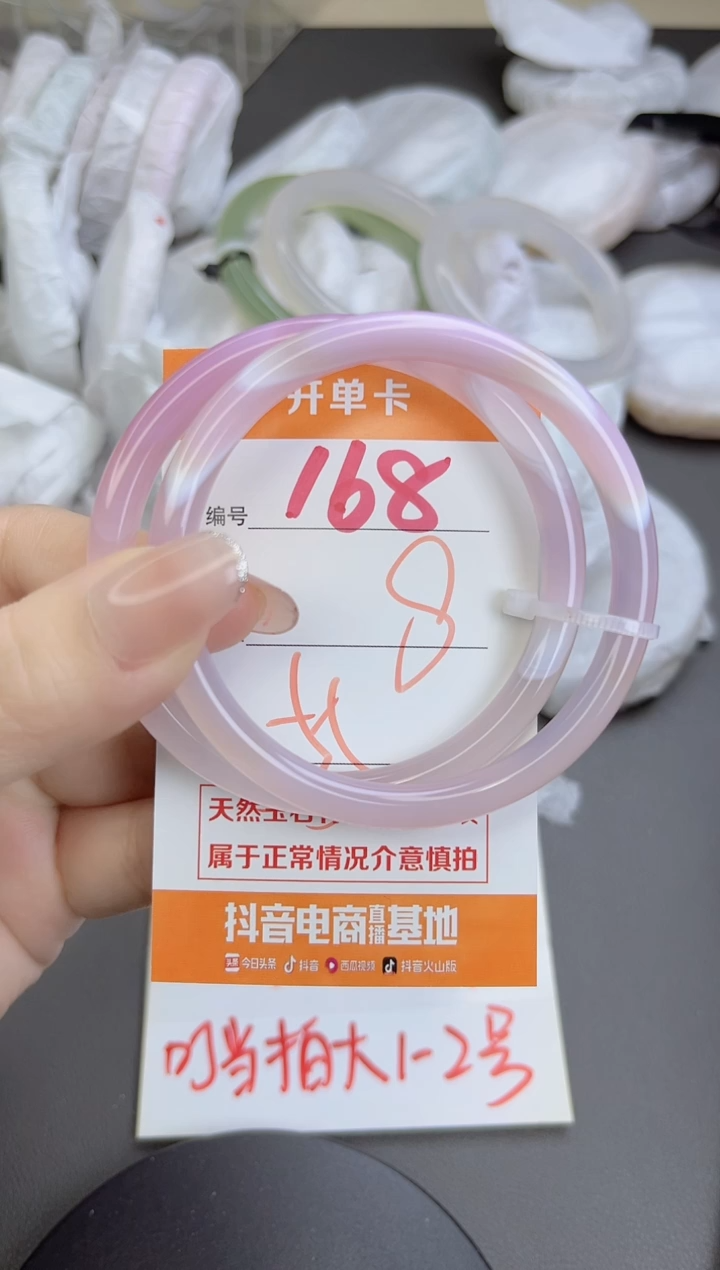 开单卡
编号 168
8
天然玉石
属于正常情况介意慎拍
抖音电商直播基地
今日头条 抖音 西瓜视频 抖音火山版
叮当拍大1-2号